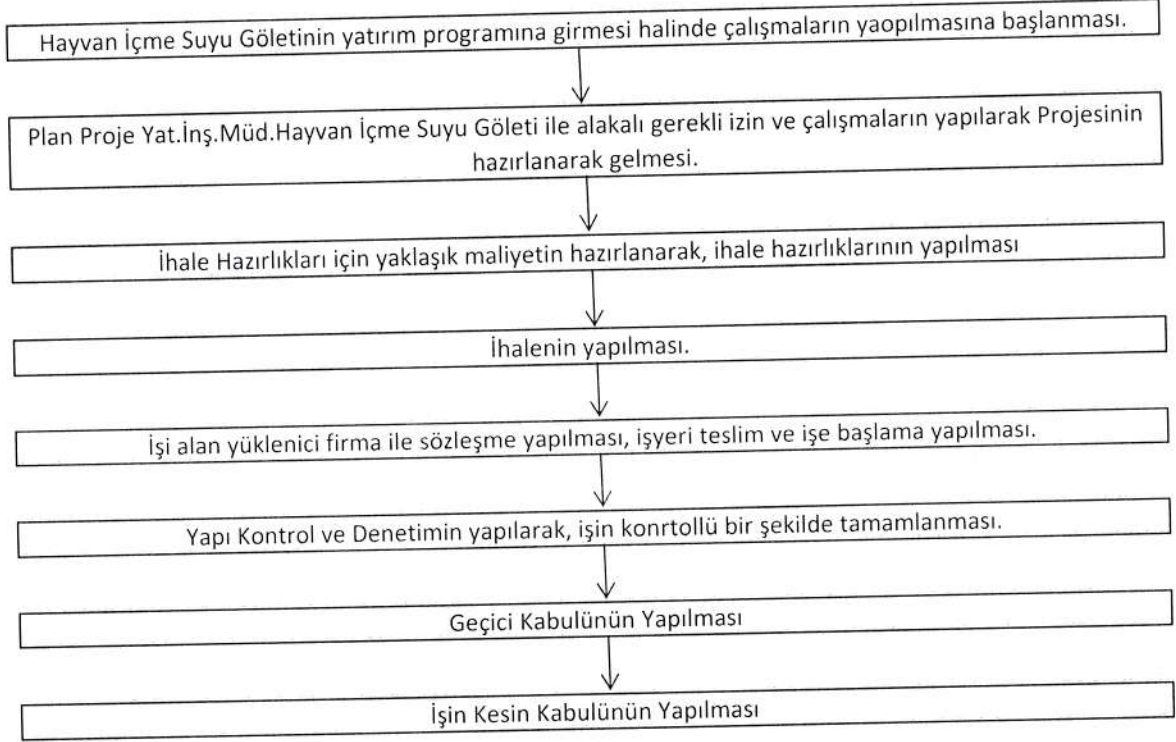 Hayvan İçme Suyu Göletinin yatırım programına girmesi halinde çalışmaların yaopılmasına başlanması.
Plan Proje Yat.İnş.Müd.Hayvan İçme Suyu Göleti ile alakalı gerekli izin ve çalışmaların yapılarak Projesinin
hazırlanarak gelmesi.
İhale Hazırlıkları için yaklaşık maliyetin hazırlanarak, ihale hazırlıklarının yapılması
İhalenin yapılması.
İşi alan yüklenici firma ile sözleşme yapılması, işyeri teslim ve işe başlama yapılması.
Yapı Kontrol ve Denetimin yapılarak, işin konrtollü bir şekilde tamamlanması.
Geçici Kabulünün Yapılması
İşin Kesin Kabulünün Yapılması